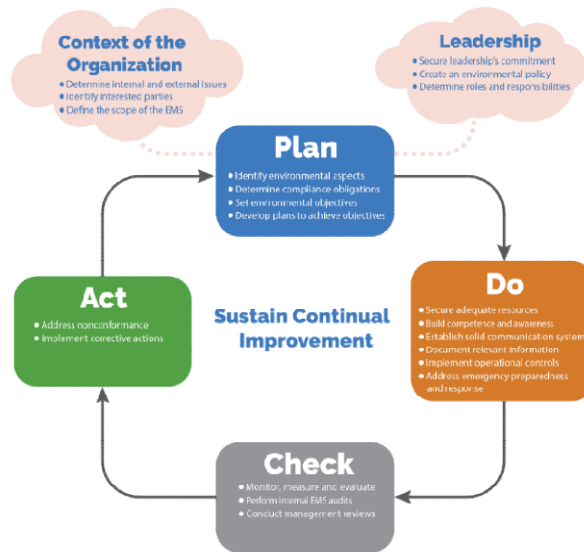 Context of the
Organization
• Determine internal and external issues
• Identify interested parties
• Define the scope of the EMS
Leadership
• Secure leadership's commitment
• Create an environmental policy
• Determine roles and responsibilities
Plan
• Identify environmental aspects
• Determine compliance obligations
• Set environmental objectives
• Develop plans to achieve objectives
Act
• Address nonconformance
• Implement corrective actions
Sustain Continual
Improvement
Do
• Secure adequate resources
• Build competence and awareness
• Establish solid communication system
• Document relevant information
• Implement operational controls
• Address emergency preparedness
and response
Check
• Monitor, measure and evaluate
• Perform internal EMS audits
• Conduct management reviews